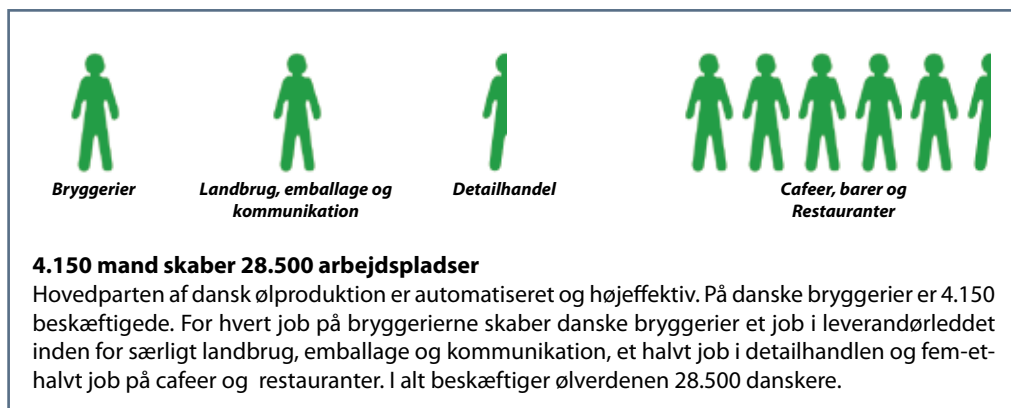 Bryggerier
Landbrug, emballage og
kommunikation
Detailhandel
Cafeer, barer og
Restauranter
4.150 mand skaber 28.500 arbejdspladser
Hovedparten af dansk ølproduktion er automatiseret og højeffektiv. På danske bryggerier er 4.150
beskæftigede. For hvert job på bryggerierne skaber danske bryggerier et job i leverandørleddet
inden for særligt landbrug, emballage og kommunikation, et halvt job i detailhandlen og fem-et-
halvt job på cafeer og  restauranter. I alt beskæftiger ølverdenen 28.500 danskere.